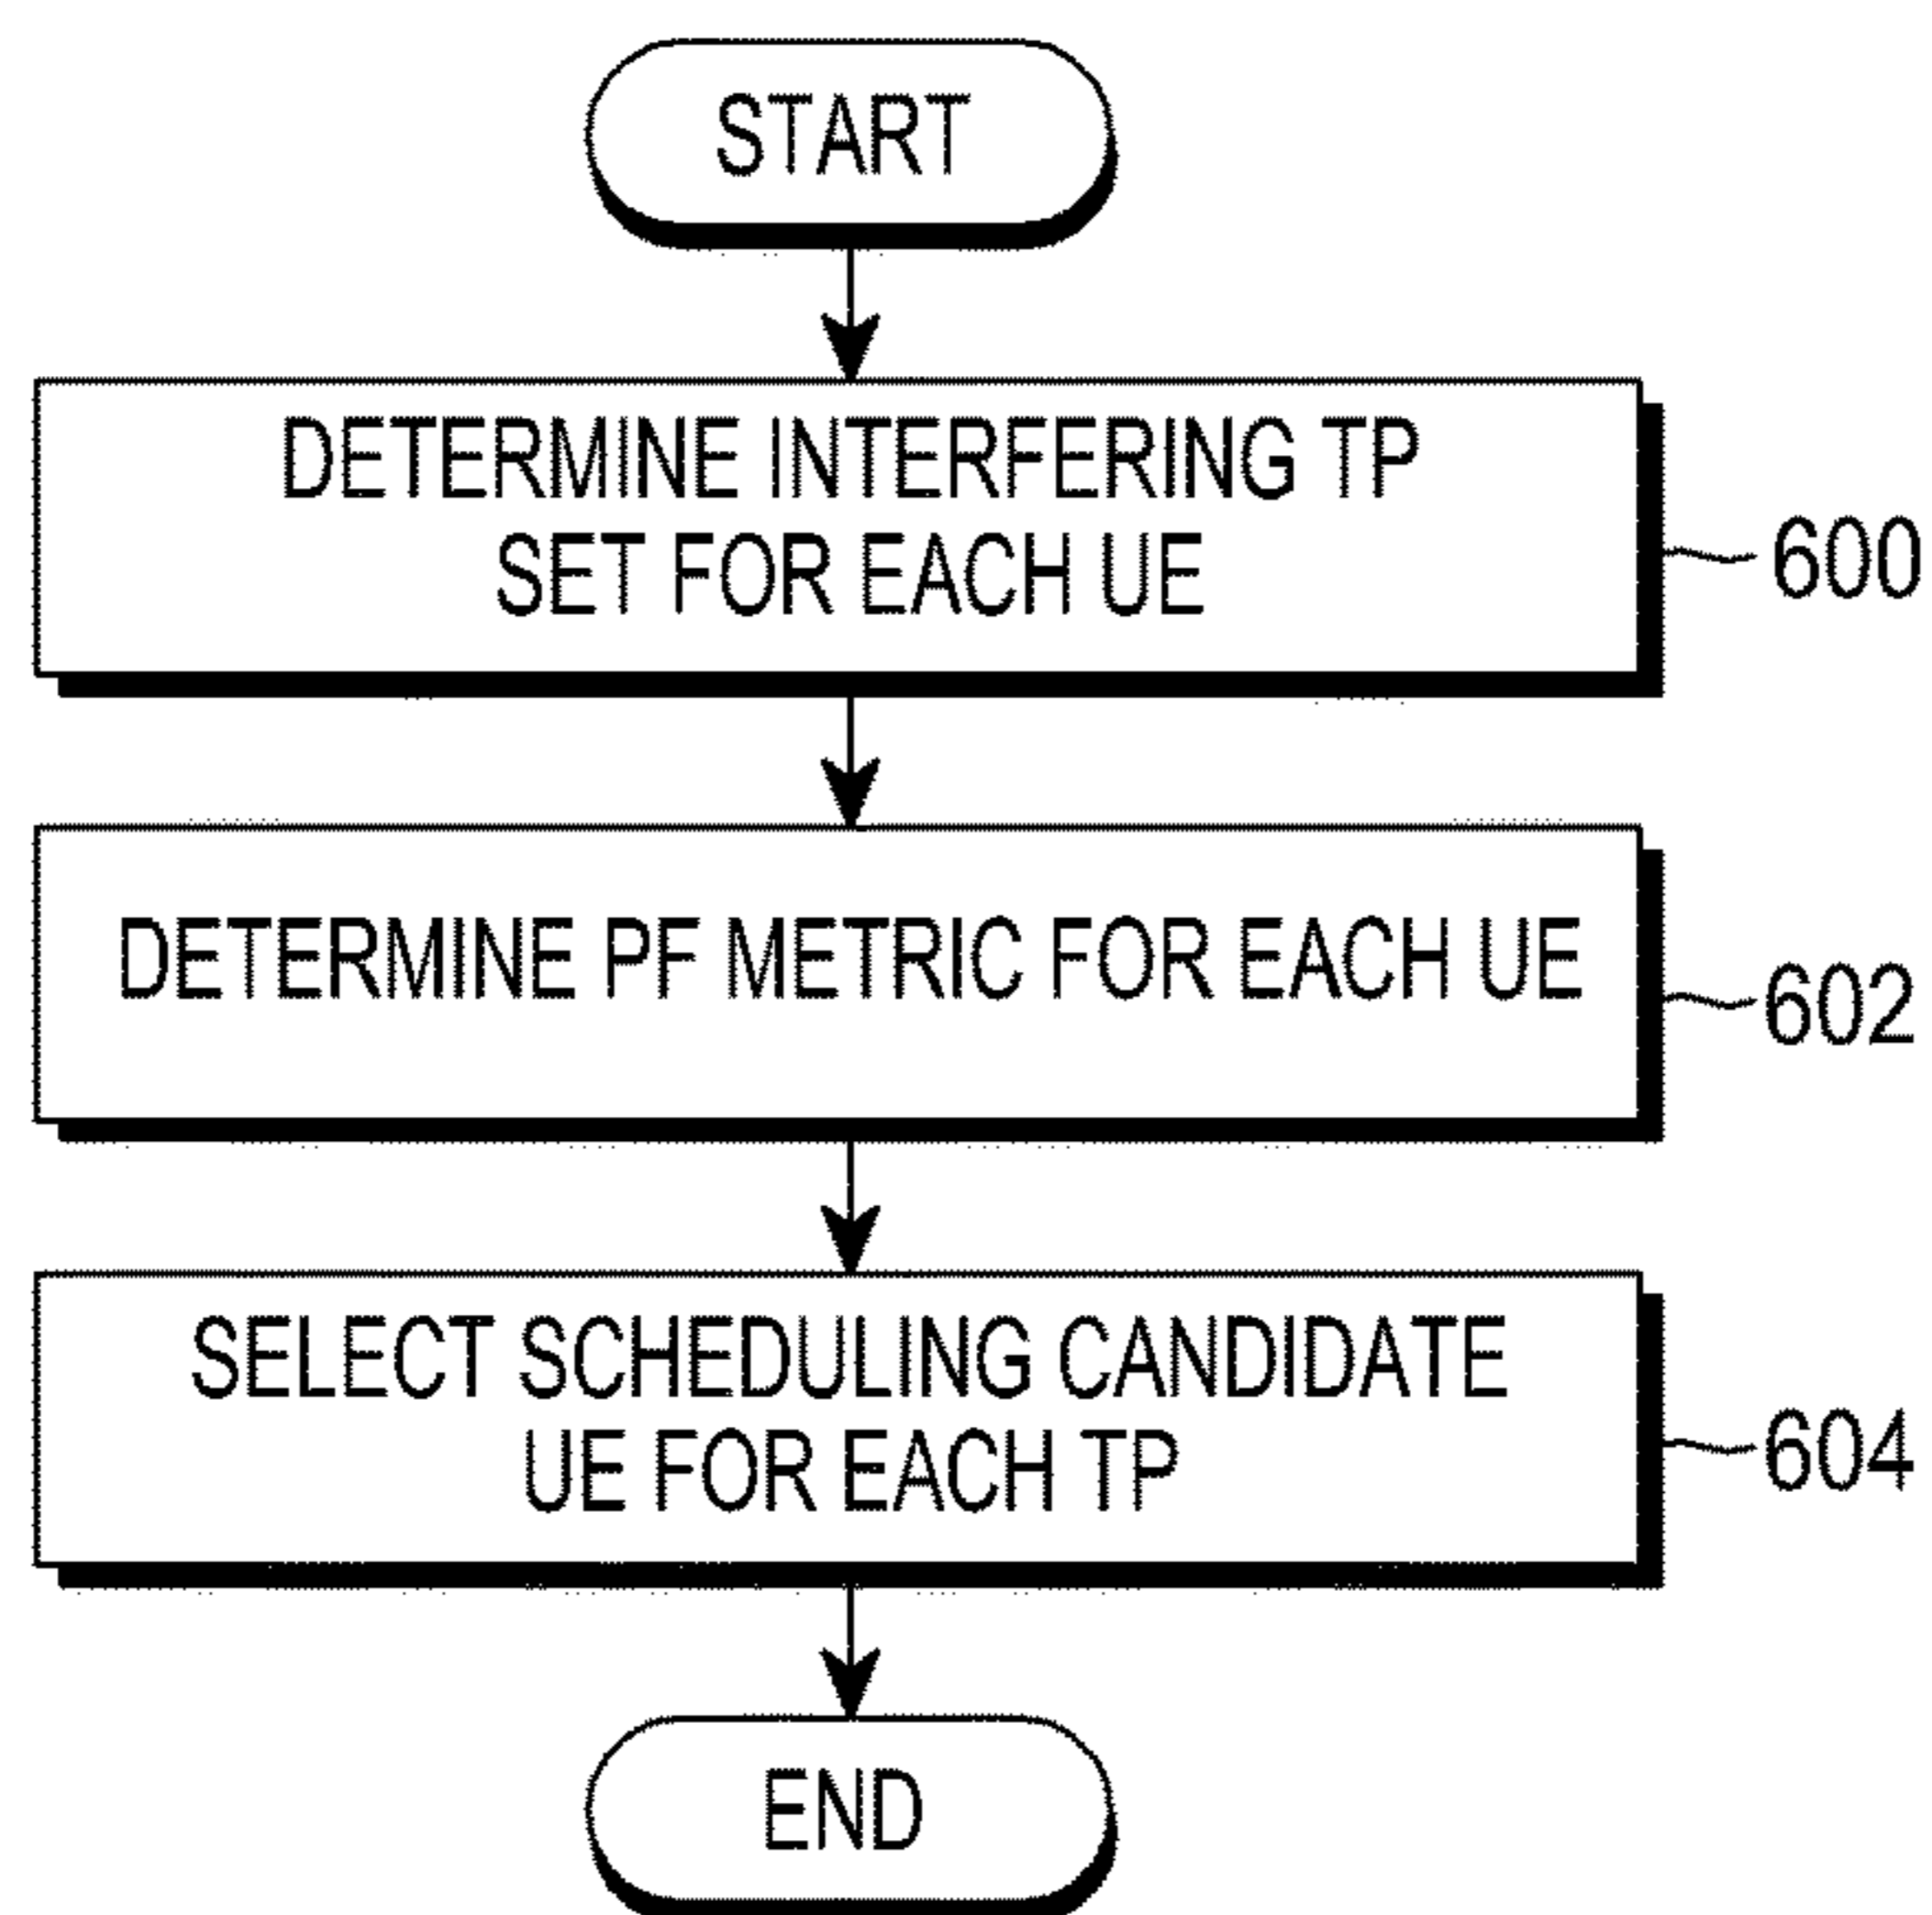 START
DETERMINE INTERFERING TP
SET FOR EACH UE
600
DETERMINE PF METRIC FOR EACH UE
602
SELECT SCHEDULING CANDIDATE
UE FOR EACH TP
604
END